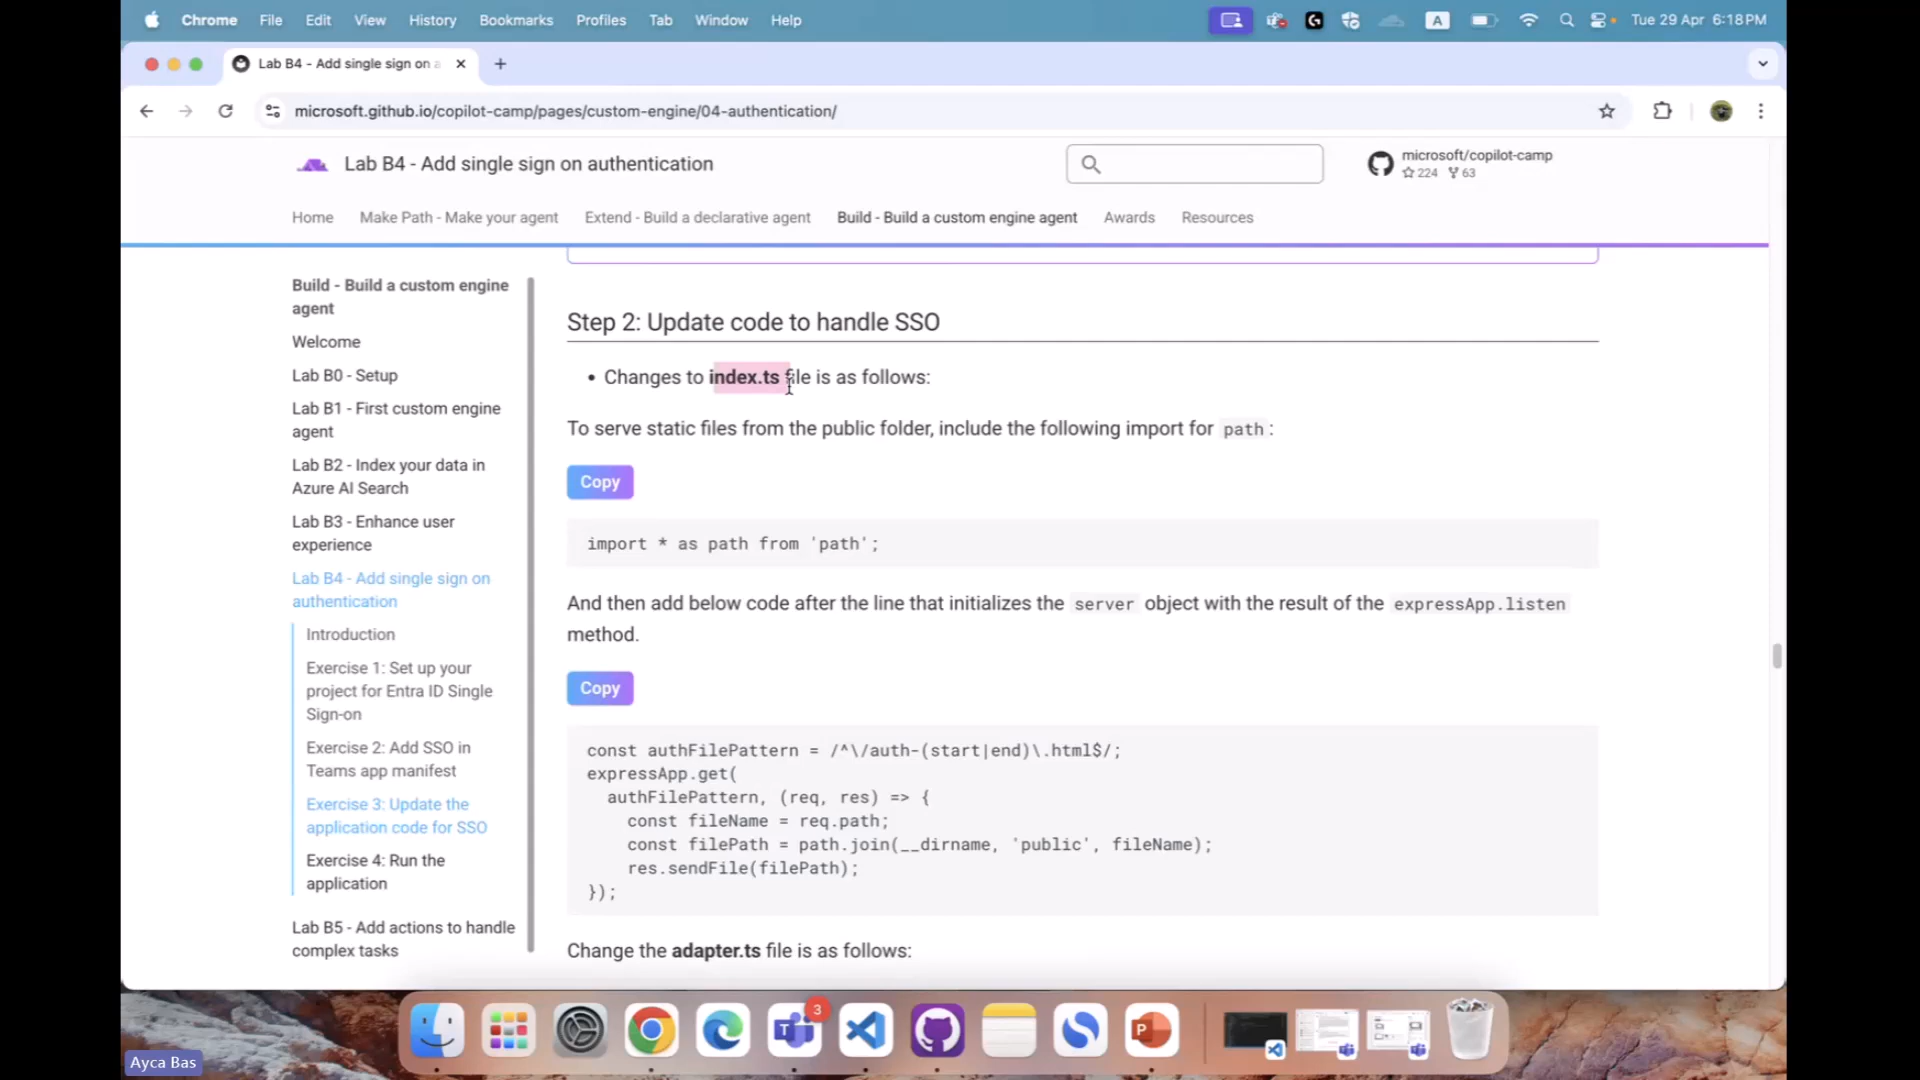 Chrome File Edit View History Bookmarks Profiles Tab Window Help
A
Tue 29 Apr 6:18 PM
Lab B4 - Add single sign on a
microsoft.github.io/copilot-camp/pages/custom-engine/04-authentication/
Lab B4 - Add single sign on authentication
microsoft/copilot-camp
224 63
Home Make Path - Make your agent Extend - Build a declarative agent Build - Build a custom engine agent Awards Resources
Build - Build a custom engine
agent
Welcome
Lab B0 - Setup
Lab B1 - First custom engine
agent
Lab B2 - Index your data in
Azure AI Search
Lab B3 - Enhance user
experience
Lab B4 - Add single sign on
authentication
Introduction
Exercise 1: Set up your
project for Entra ID Single
Sign-on
Exercise 2: Add SSO in
Teams app manifest
Exercise 3: Update the
application code for SSO
Exercise 4: Run the
application
Lab B5 - Add actions to handle
complex tasks
Step 2: Update code to handle SSO
• Changes to index.ts file is as follows:
To serve static files from the public folder, include the following import for path:
Copy
import * as path from 'path';
And then add below code after the line that initializes the server object with the result of the expressApp.listen
method.
Copy
const authFilePattern = /^\/auth-(start|end)\.html$/;
expressApp.get(
authFilePattern, (req, res) => {
const fileName = req.path;
const filePath = path.join(__dirname, 'public', fileName);
res.sendFile(filePath);
});
Change the adapter.ts file is as follows:
3
T
P
Ayca Bas